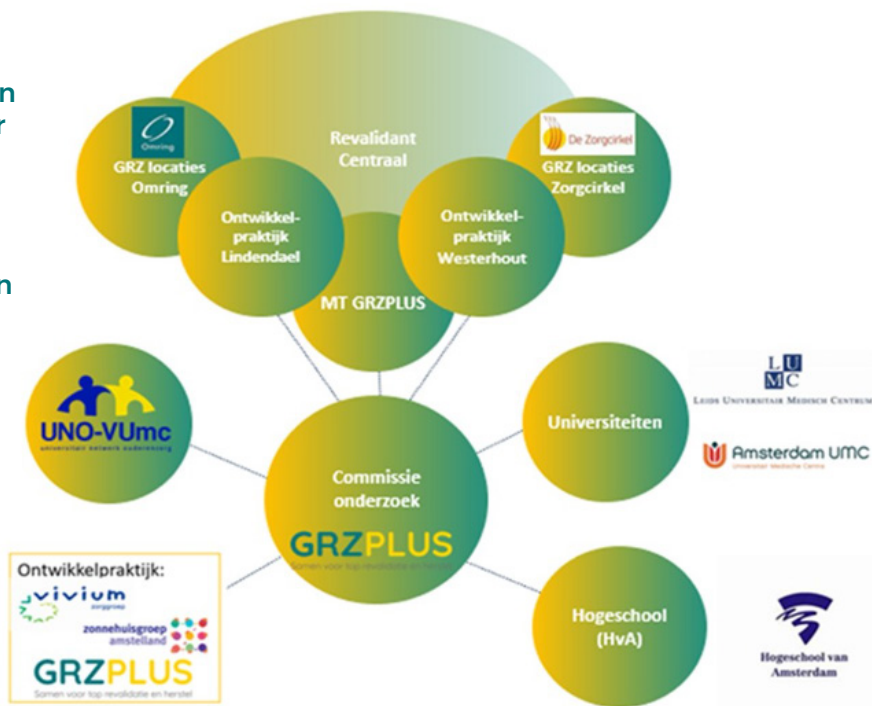 n
r
n
Revalidant
Centraal
Omring
GRZ locaties
Omring
De Zorgcirkel
GRZ locaties
Zorgcirkel
Ontwikkel-
praktijk
Lindendael
Ontwikkel-
praktijk
Westerhout
MT GRZPLUS
UNO-VUmc
universitair netwerk ouderenzorg
Universiteiten
LUMC
LEIDS UNIVERSITAIR MEDISCH CENTRUM
Amsterdam UMC
Universitair Medische Centra
Commissie
onderzoek
GRZPLUS
Samen voor top revalidatie en herstel
Ontwikkelpraktijk:
vivium
zorggroep
zonnehuisgroep
amstelland
GRZPLUS
Samen voor top revalidatie en herstel
Hogeschool
(HvA)
Hogeschool van
Amsterdam